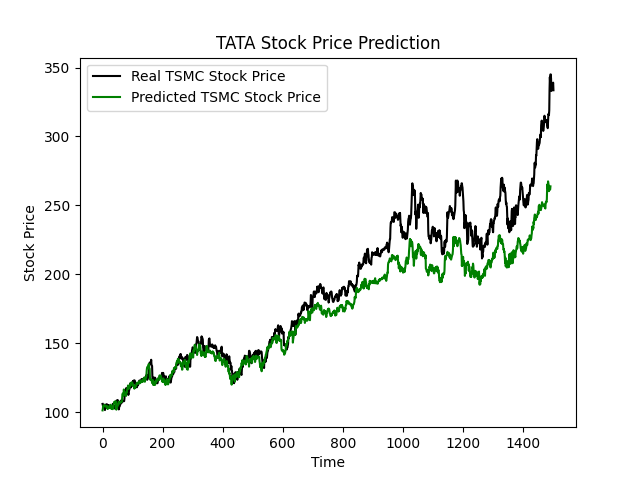 TATA Stock Price Prediction
Real TSMC Stock Price
Predicted TSMC Stock Price
350
300
250
200
150
100
Stock Price
0 200 400 600 800 1000 1200 1400
Time